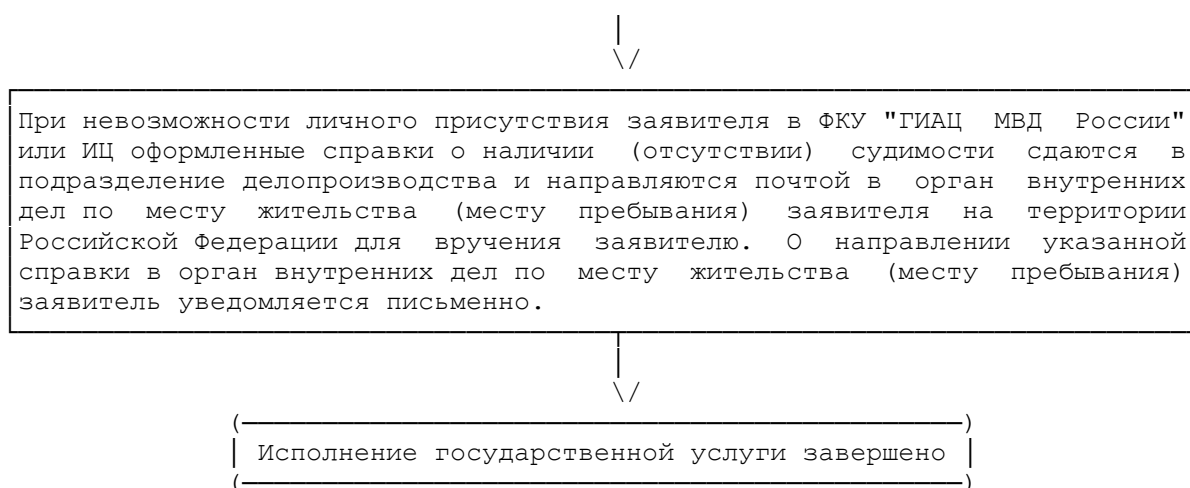 При невозможности личного присутствия заявителя в ФКУ "ГИАЦ МВД России"
или ИЦ оформленные справки о наличии (отсутствии) судимости сдаются в
подразделение делопроизводства и направляются почтой в орган внутренних
дел по месту жительства (месту пребывания) заявителя на территории
Российской Федерации для вручения заявителю. О направлении указанной
справки в орган внутренних дел по месту жительства (месту пребывания)
заявитель уведомляется письменно.
Исполнение государственной услуги завершено